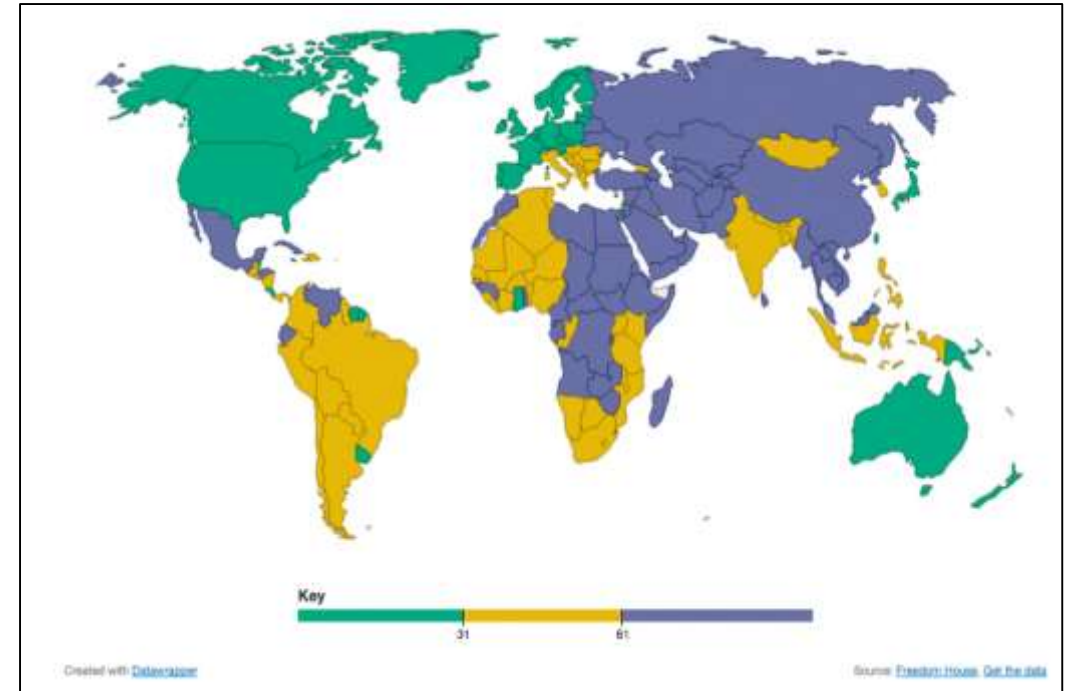 Key
31
61
Created with Datawrapper
Source: Freedom House, Get the data